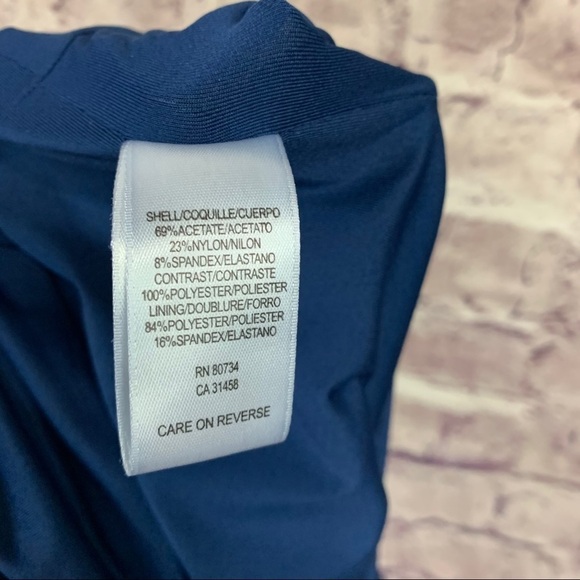 SHELL/COQUILLE/CUERPO
69%ACETATE/ACETATO
23%NYLON/NILON
8%SPANDEX/ELASTANO
CONTRAST/CONTRASTE
100%POLYESTER/POLIESTER
LINING/DOUBLURE/FORRO
84%POLYESTER/POLIESTER
16%SPANDEX/ELASTANO
RN 80734
CA 31458
CARE ON REVERSE